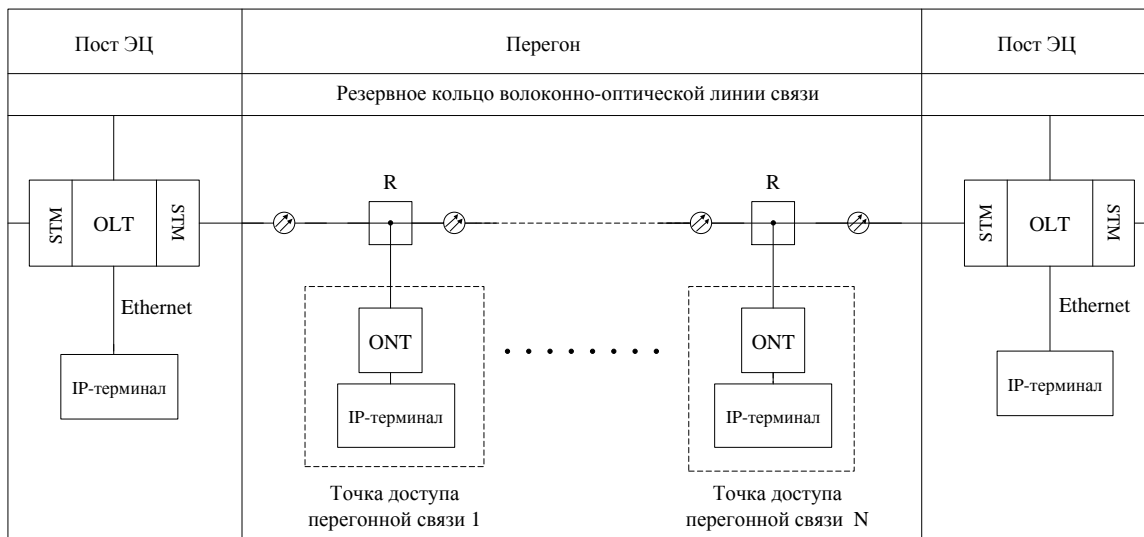 Пост ЭЦ
Перегон
Пост ЭЦ
Резервное кольцо волоконно-оптической линии связи
R
R
STM
OLT
STM
STM
OLT
STM
Ethernet
Ethernet
ONT
ONT
IP-терминал
IP-терминал
IP-терминал
IP-терминал
Точка доступа
перегонной связи 1
Точка доступа
перегонной связи N